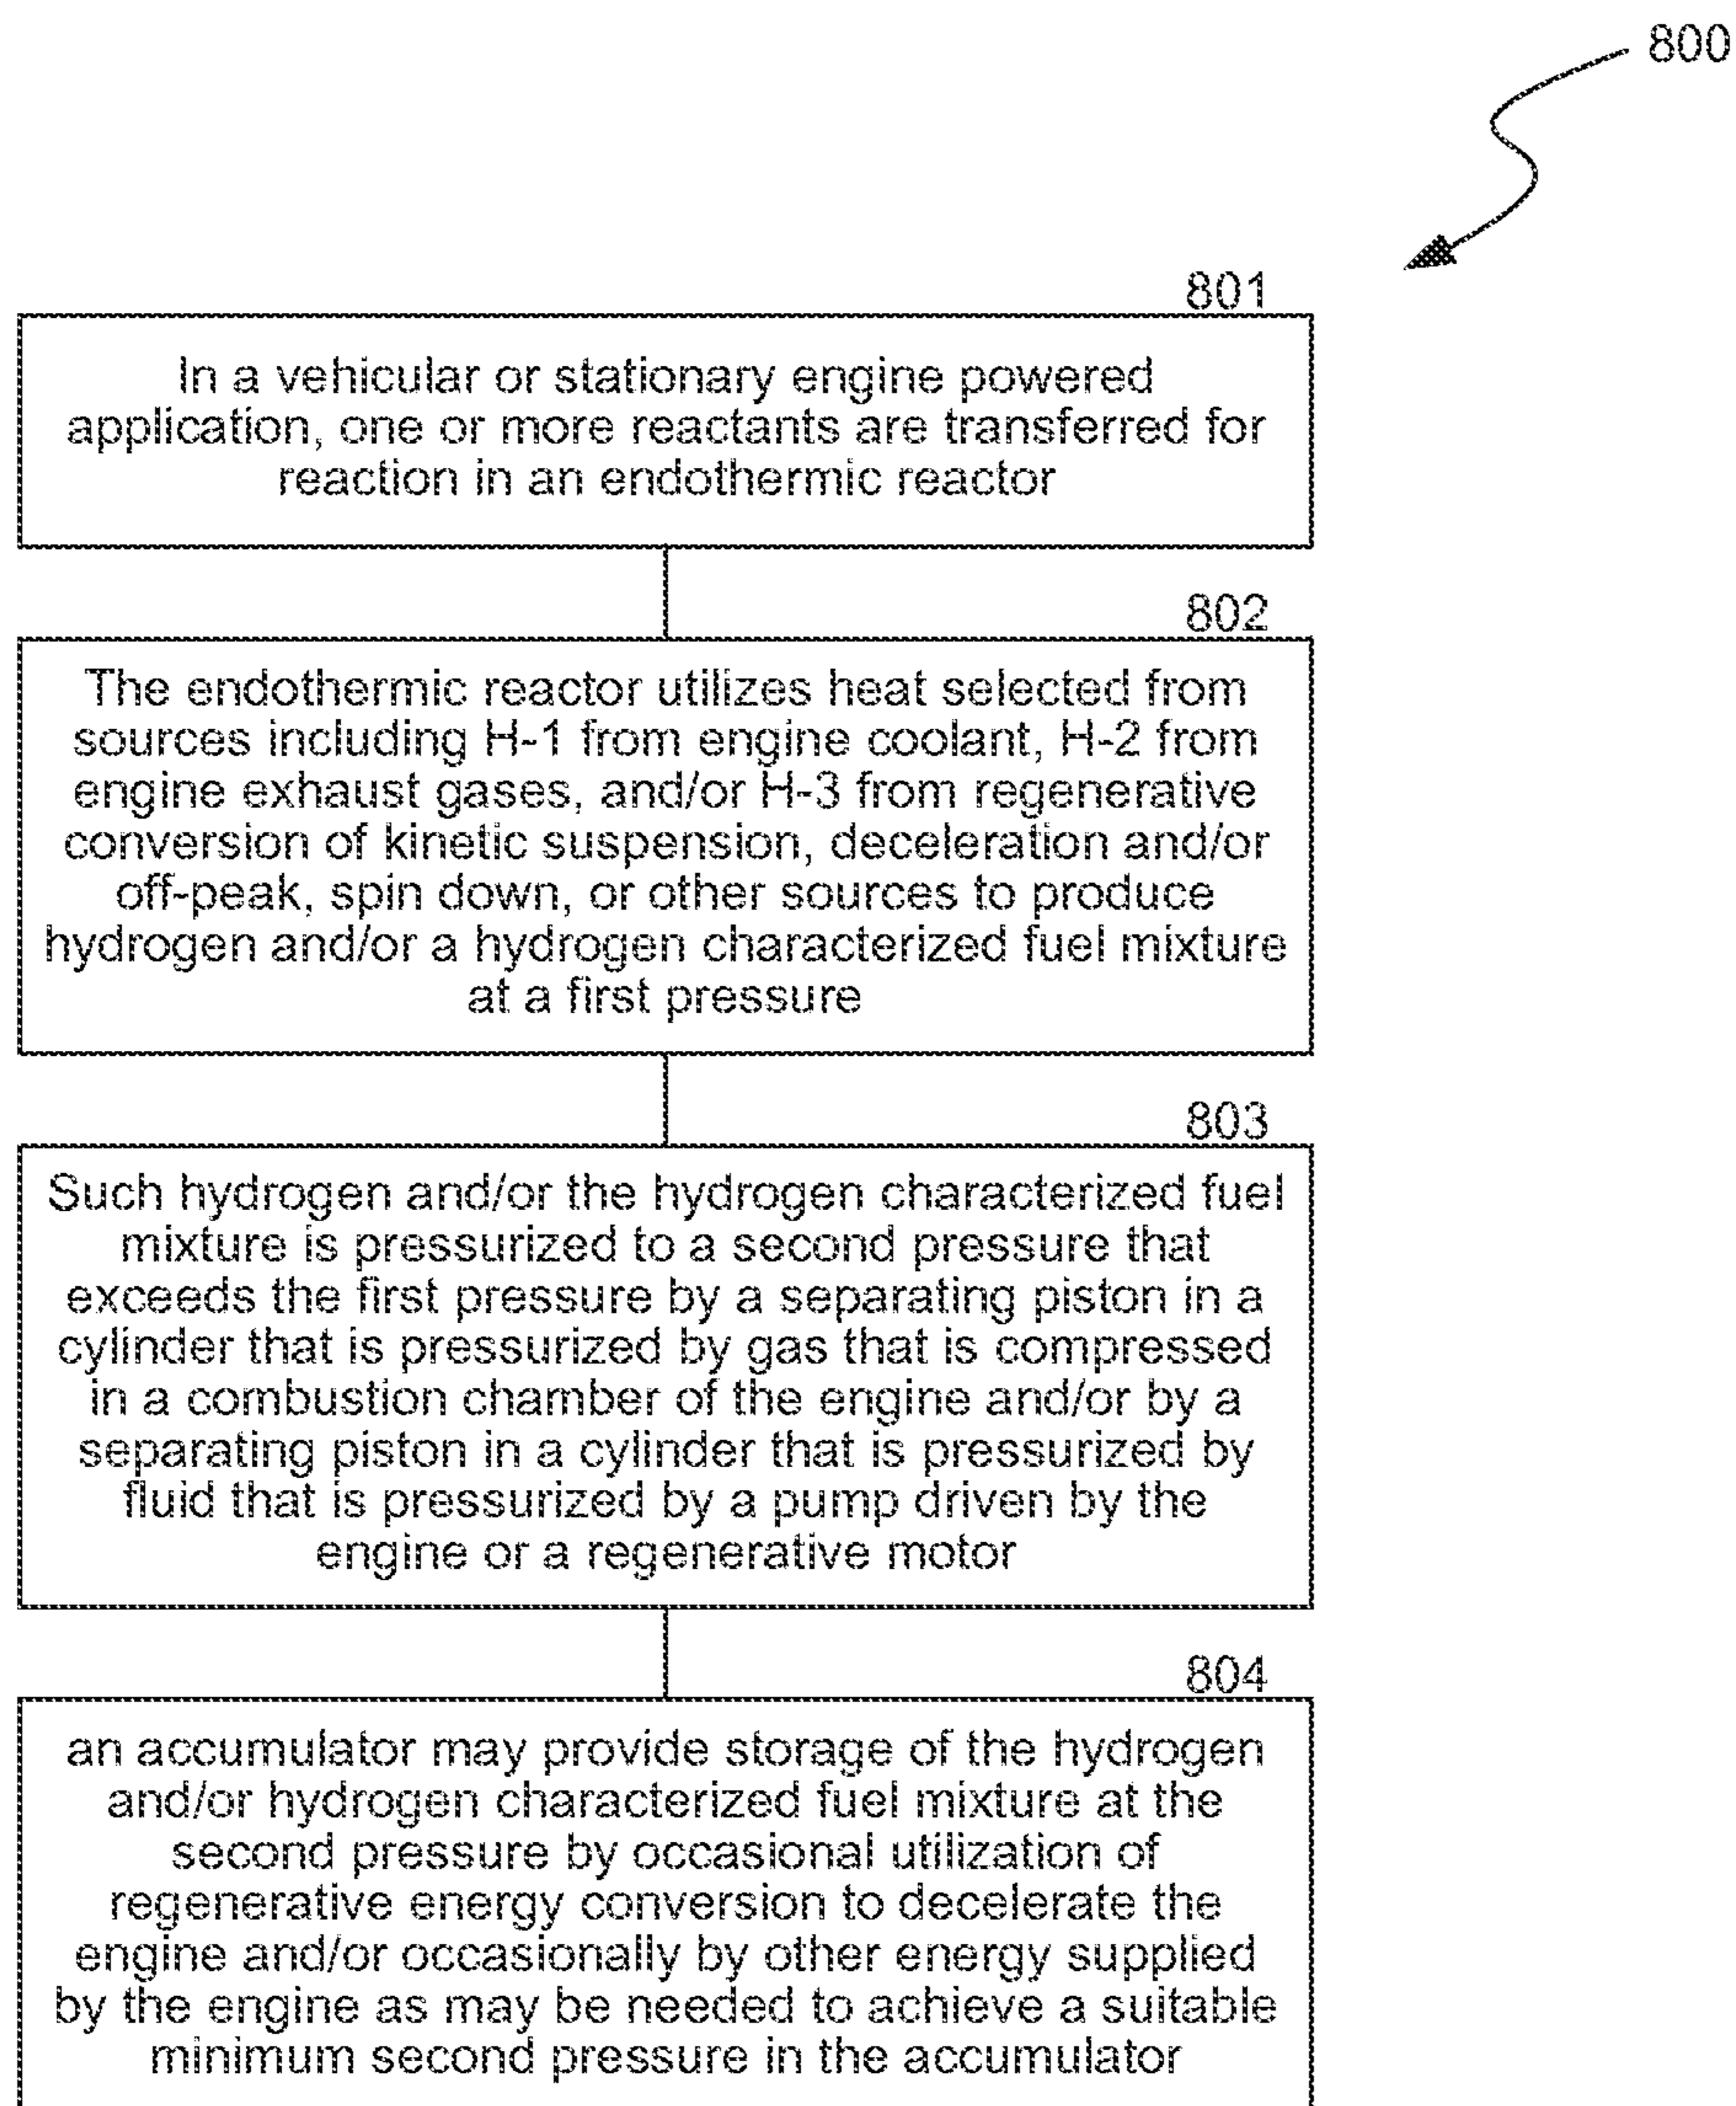 800
801
In a vehicular or stationary engine powered
application, one or more reactants are transferred for
reaction in an endothermic reactor
802
The endothermic reactor utilizes heat selected from
sources including H-1 from engine coolant, H-2 from
engine exhaust gases, and/or H-3 from regenerative
conversion of kinetic suspension, deceleration and/or
off-peak, spin down, or other sources to produce
hydrogen and/or a hydrogen characterized fuel mixture
at a first pressure
803
Such hydrogen and/or the hydrogen characterized fuel
mixture is pressurized to a second pressure that
exceeds the first pressure by a separating piston in a
cylinder that is pressurized by gas that is compressed
in a combustion chamber of the engine and/or by a
separating piston in a cylinder that is pressurized by
fluid that is pressurized by a pump driven by the
engine or a regenerative motor
804
an accumulator may provide storage of the hydrogen
and/or hydrogen characterized fuel mixture at the
second pressure by occasional utilization of
regenerative energy conversion to decelerate the
engine and/or occasionally by other energy supplied
by the engine as may be needed to achieve a suitable
minimum second pressure in the accumulator